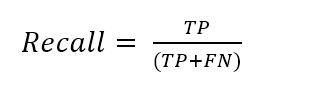 Recall = TP / (TP+FN)